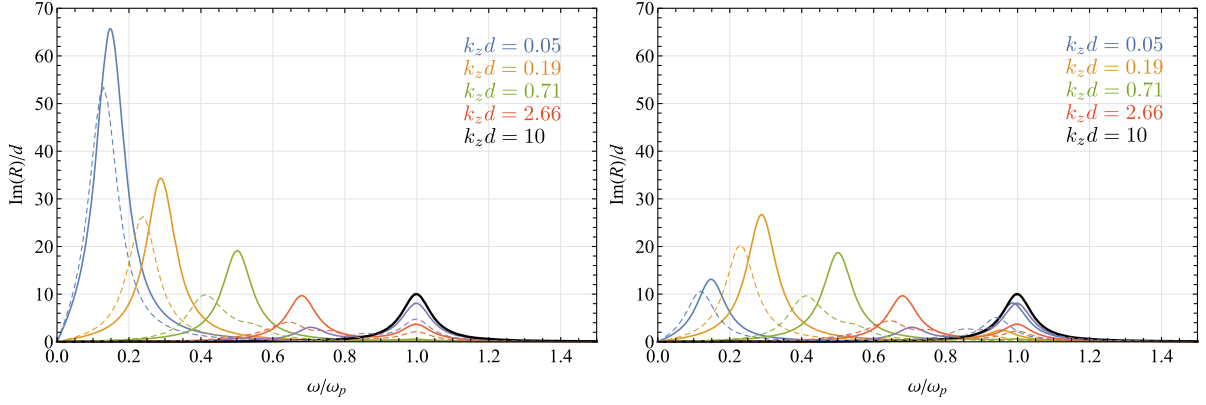 70
60
50
40
30
20
10
0
Im(R)/d
k_z d = 0.05
k_z d = 0.19
k_z d = 0.71
k_z d = 2.66
k_z d = 10
0.0 0.2 0.4 0.6 0.8 1.0 1.2 1.4
ω/ω_p
70
60
50
40
30
20
10
0
Im(R)/d
k_z d = 0.05
k_z d = 0.19
k_z d = 0.71
k_z d = 2.66
k_z d = 10
0.0 0.2 0.4 0.6 0.8 1.0 1.2 1.4
ω/ω_p